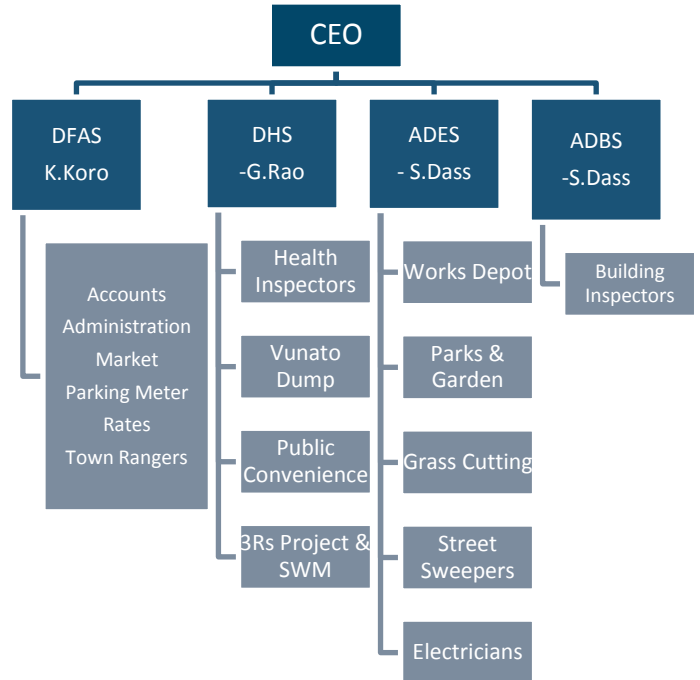 CEO
DFAS
K.Koro
DHS
-G.Rao
ADES
- S.Dass
ADBS
-S.Dass
Accounts
Administration
Market
Parking Meter
Rates
Town Rangers
Health
Inspectors
Vunato
Dump
Public
Convenience
3Rs Project &
SWM
Works Depot
Parks &
Garden
Grass Cutting
Street
Sweepers
Electricians
Building
Inspectors